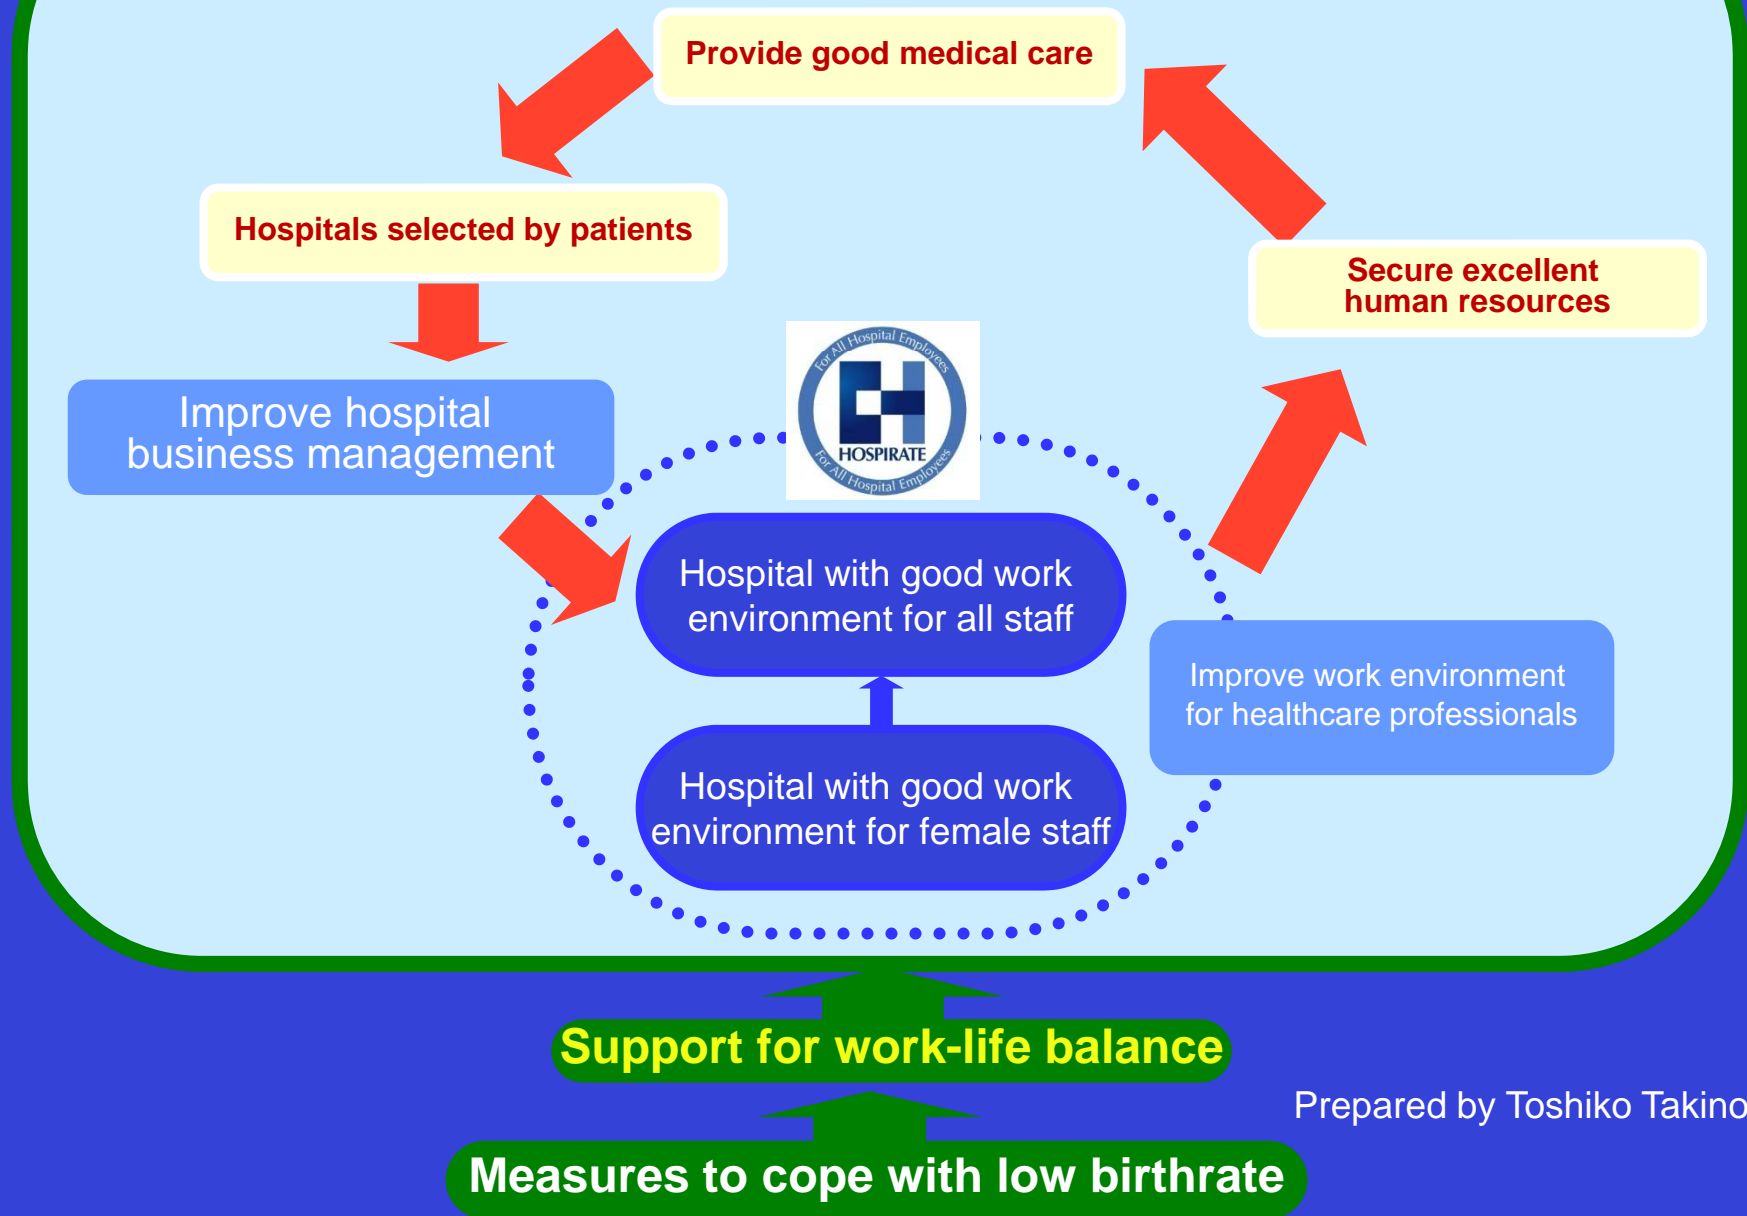 Provide good medical care
Hospitals selected by patients
Secure excellent
human resources
For All Hospital Employees
HOSPIRATE
For All Hospital Employees
Improve hospital
business management
Hospital with good work
environment for all staff
Improve work environment
for healthcare professionals
Hospital with good work
environment for female staff
Support for work-life balance
Prepared by Toshiko Takino
Measures to cope with low birthrate